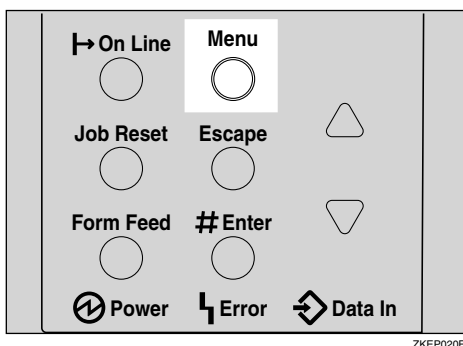 On Line Menu
Job Reset Escape
Form Feed # Enter
Power Error Data In
ZKEP020E